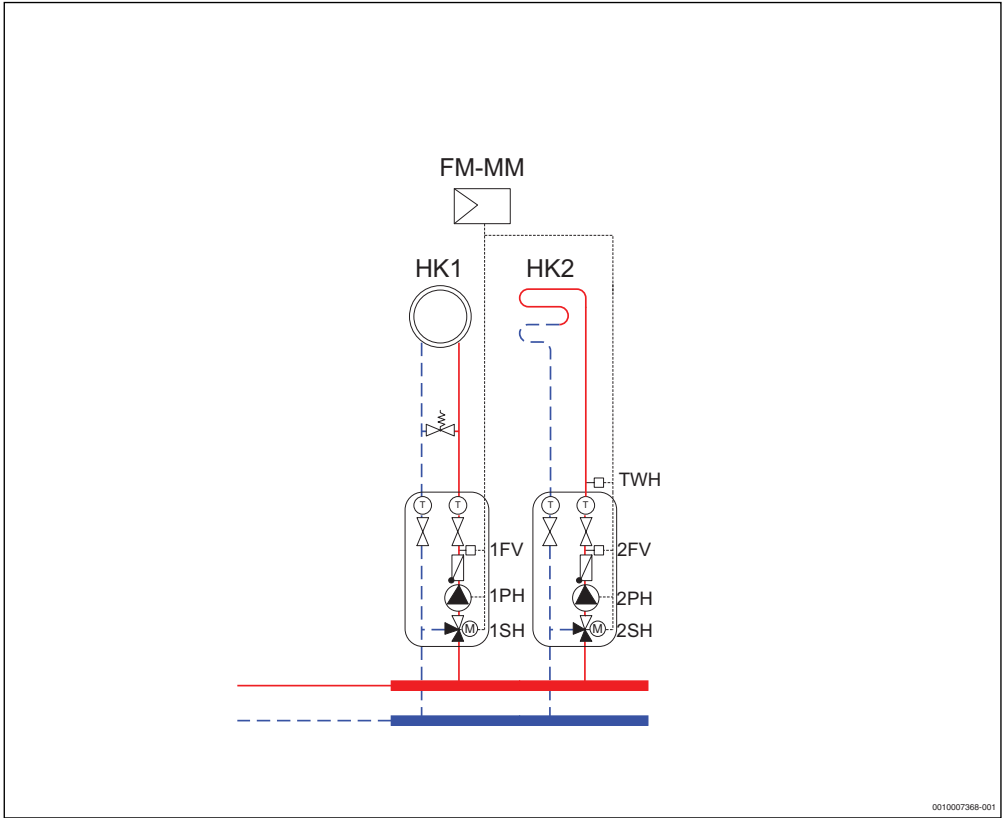 FM-MM
HK1 HK2
TWH
T T T T
1FV 2FV
1PH 2PH
M 1SH M 2SH
0010007368-001